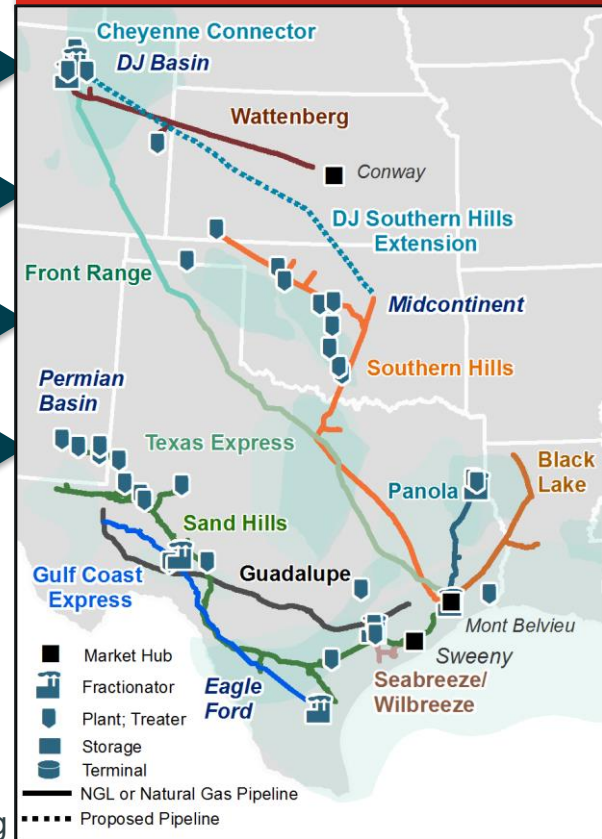 Cheyenne Connector
DJ Basin
Wattenberg
Conway
DJ Southern Hills
Extension
Front Range
Midcontinent
Southern Hills
Permian
Basin
Texas Express
Black
Lake
Panola
Sand Hills
Guadalupe
Gulf Coast
Express
Mont Belvieu
Sweeny
Eagle
Ford
Seabreeze/
Wilbreeze
Market Hub
Fractionator
Plant; Treater
Storage
Terminal
NGL or Natural Gas Pipeline
Proposed Pipeline